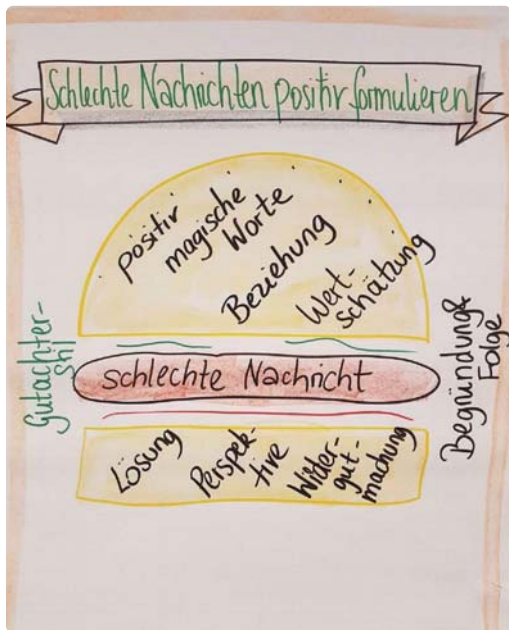 Schlechte Nachrichten positiv formulieren
positiv
magische
Worte
Beziehung
Wert-
schätzung
Gutachter-
stil
schlechte Nachricht
Begründung &
Folge
Lösung
Perspek-
tive
Wider-
gut-
machung